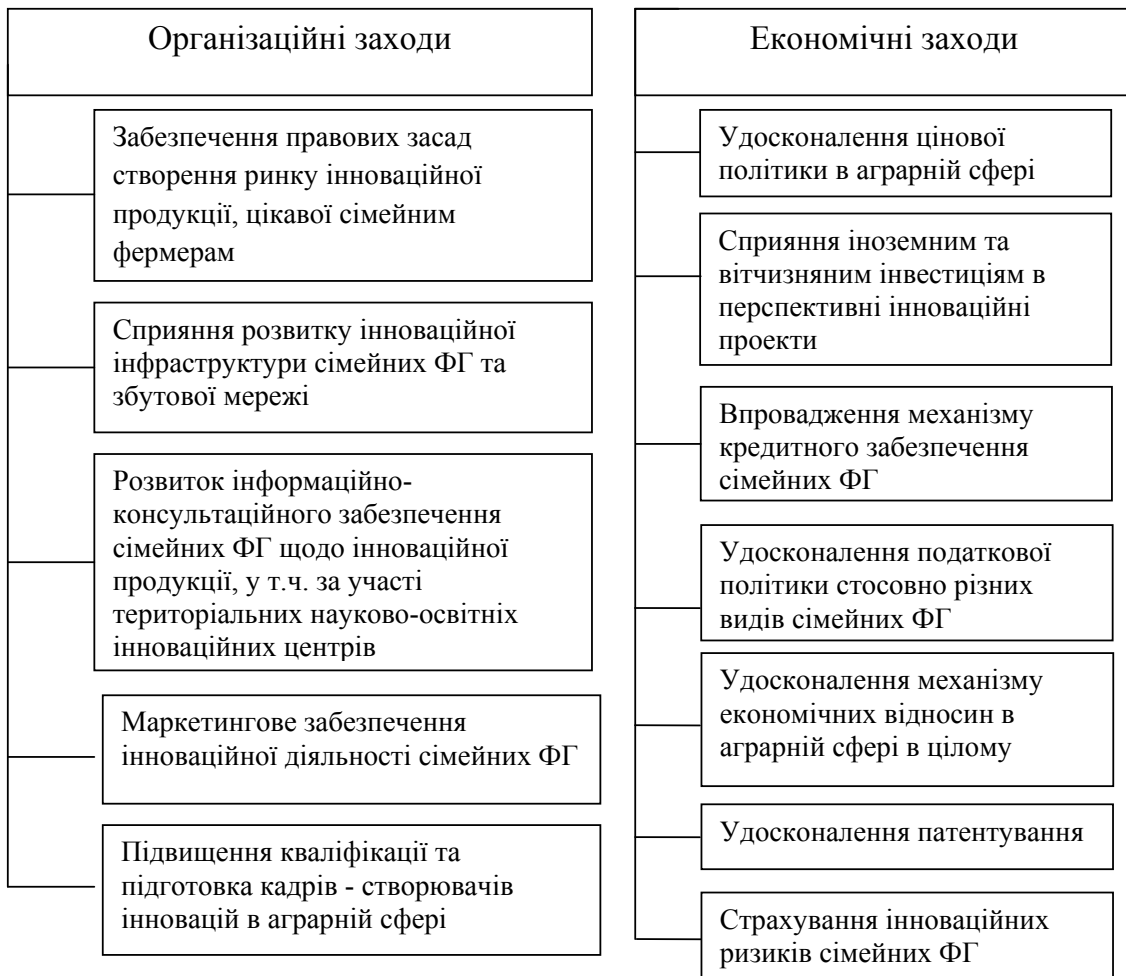 Організаційні заходи
Забезпечення правових засад
створення ринку інноваційної
продукції, цікавої сімейним
фермерам
Сприяння розвитку інноваційної
інфраструктури сімейних ФГ та
збутової мережі
Розвиток інформаційно-
консультаційного забезпечення
сімейних ФГ щодо інноваційної
продукції, у т.ч. за участі
територіальних науково-освітніх
інноваційних центрів
Маркетингове забезпечення
інноваційної діяльності сімейних ФГ
Підвищення кваліфікації та
підготовка кадрів - створювачів
інновацій в аграрній сфері
Економічні заходи
Удосконалення цінової
політики в аграрній сфері
Сприяння іноземним та
вітчизняним інвестиціям в
перспективні інноваційні
проекти
Впровадження механізму
кредитного забезпечення
сімейних ФГ
Удосконалення податкової
політики стосовно різних
видів сімейних ФГ
Удосконалення механізму
економічних відносин в
аграрній сфері в цілому
Удосконалення патентування
Страхування інноваційних
ризиків сімейних ФГ